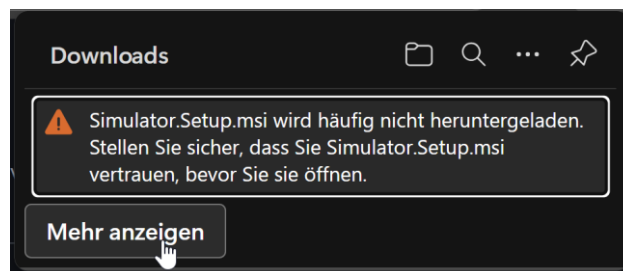 Downloads
Simulator.Setup.msi wird häufig nicht heruntergeladen.
Stellen Sie sicher, dass Sie Simulator.Setup.msi
vertrauen, bevor Sie sie öffnen.
Mehr anzeigen